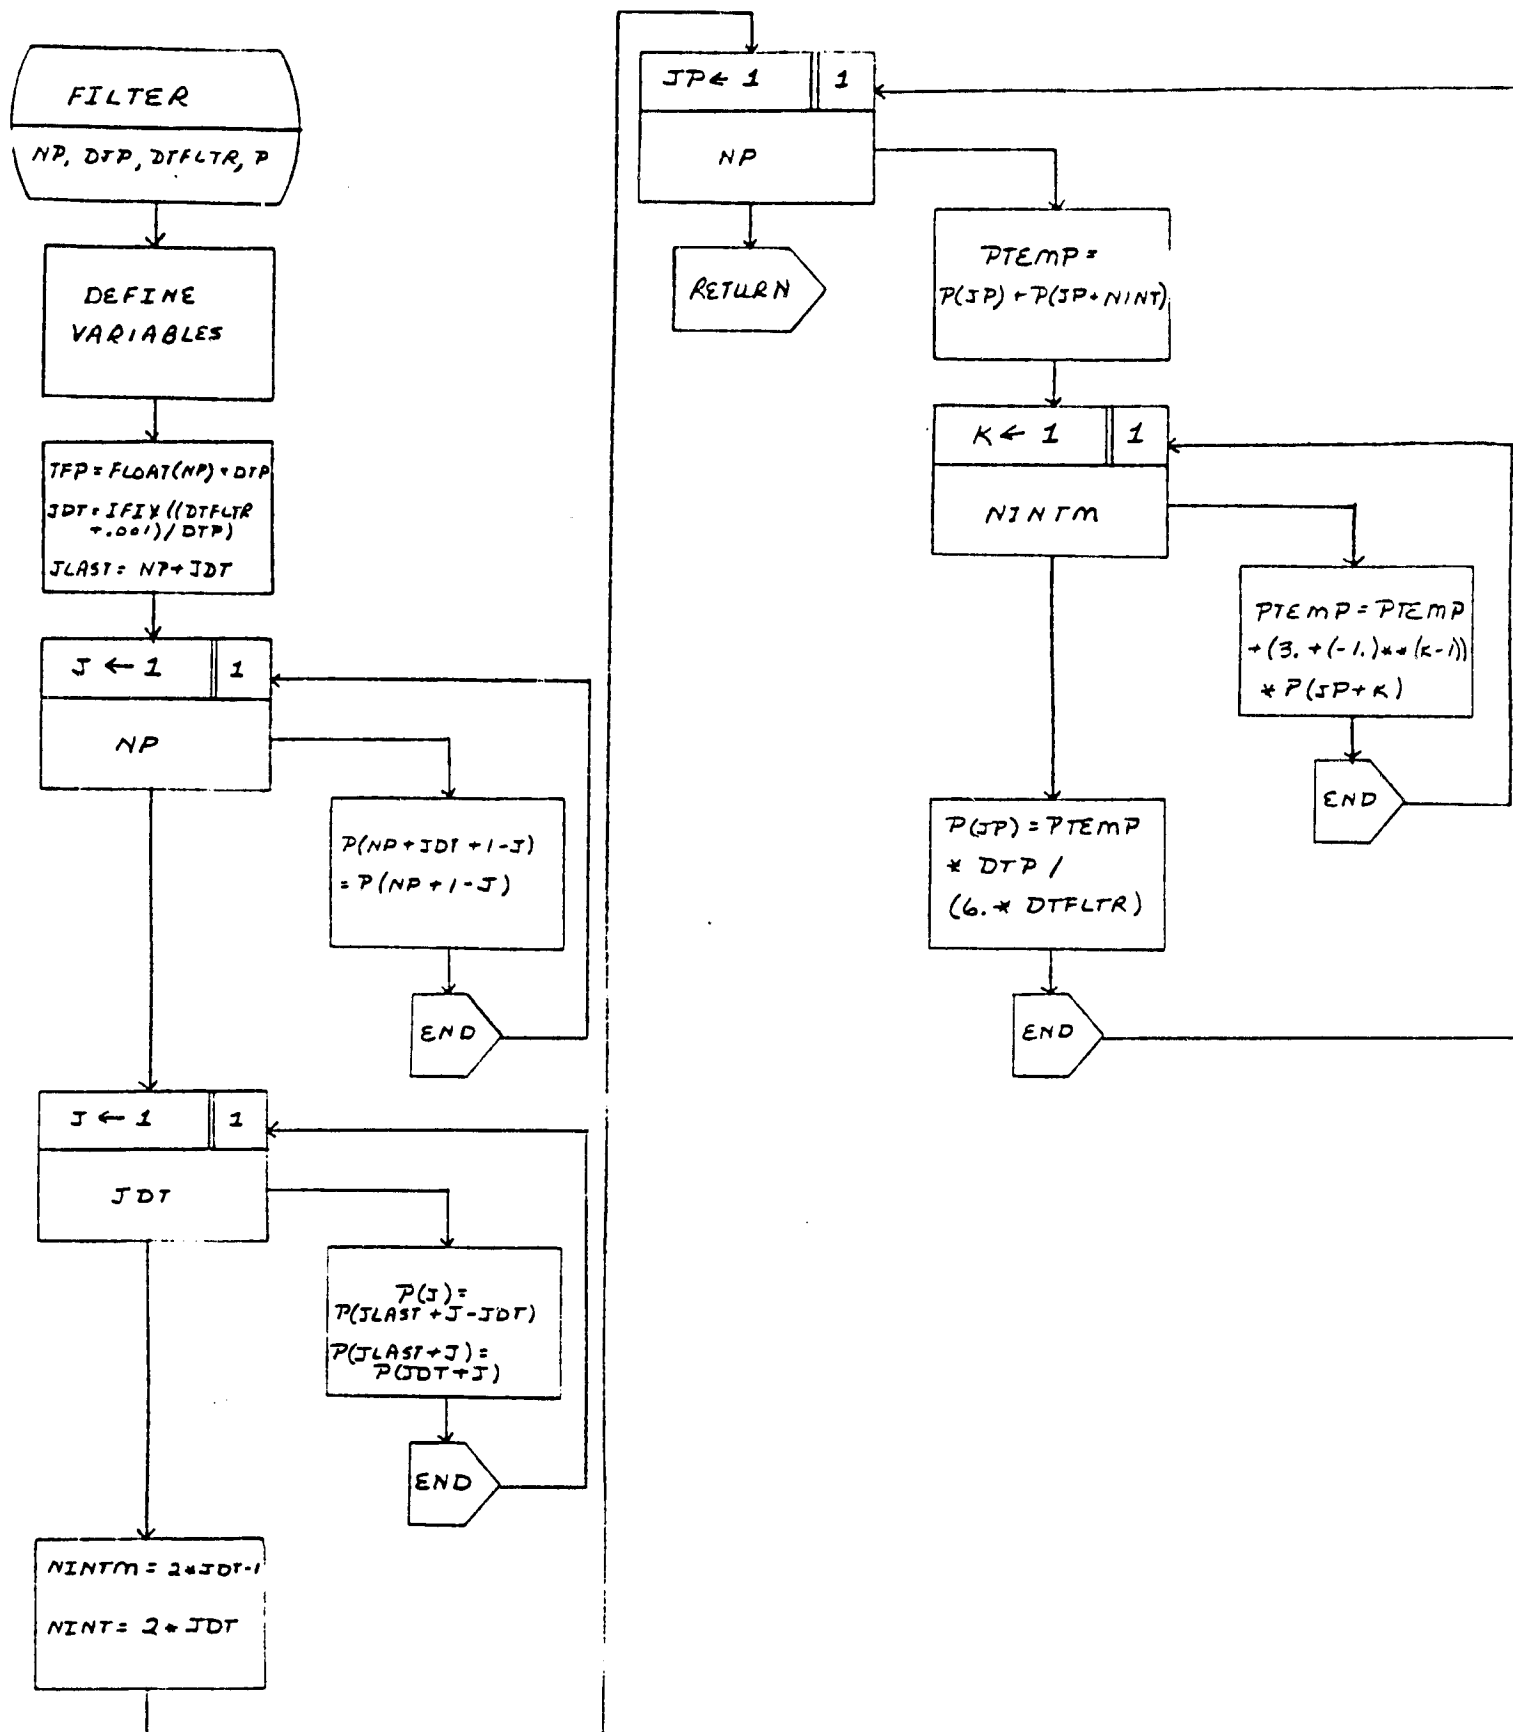 FILTER
NP, DTP, DTFLTR, P
DEFINE
VARIABLES
TFP = FLOAT(NP) * DTP
JDT = IFIX ((DTFLTR
+.001)/ DTP)
JLAST = NP + JDT
J ← 1 1
NP
P(NP + JDT + 1 - J)
= P(NP + 1 - J)
END
J ← 1 1
JDT
P(J) =
P(JLAST + J - JDT)
P(JLAST + J) =
P(JDT + J)
END
NINTM = 2*JDT-1
NINT = 2 * JDT
JP ← 1 1
NP
RETURN
PTEMP =
P(JP) + P(JP + NINT)
K ← 1 1
NINTM
PTEMP = PTEMP
+ (3. + (-1.) ** (K-1))
* P(JP + K)
END
P(JP) = PTEMP
* DTP /
(6. * DTFLTR)
END